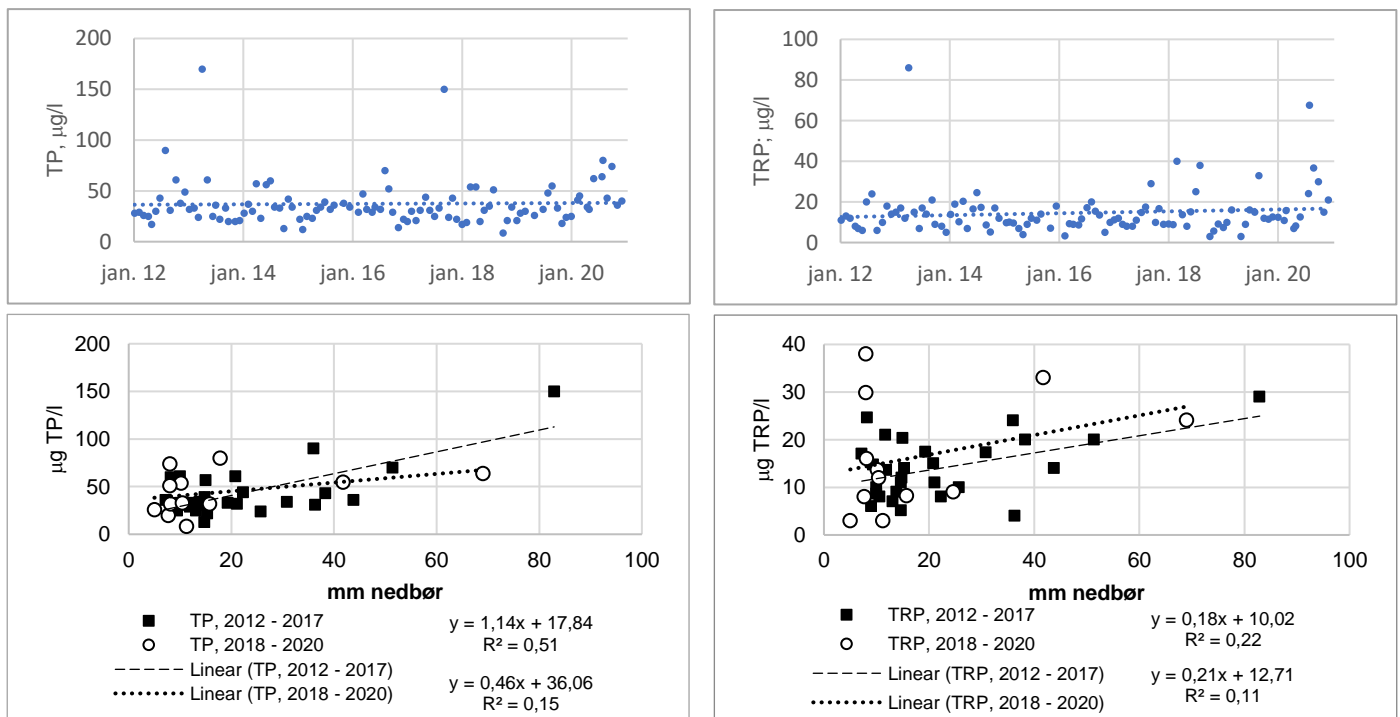 TP, µg/l
200
150
100
50
0
jan. 12 jan. 14 jan. 16 jan. 18 jan. 20
TRP; µg/l
100
80
60
40
20
0
jan. 12 jan. 14 jan. 16 jan. 18 jan. 20
µg TP/l
200
150
100
50
0
0 20 40 60 80 100
mm nedbør
TP, 2012 - 2017
TP, 2018 - 2020
Linear (TP, 2012 - 2017)
Linear (TP, 2018 - 2020)
y = 1,14x + 17,84
R² = 0,51
y = 0,46x + 36,06
R² = 0,15
µg TRP/l
40
30
20
10
0
0 20 40 60 80 100
mm nedbør
TRP, 2012 - 2017
TRP, 2018 - 2020
Linear (TRP, 2012 - 2017)
Linear (TRP, 2018 - 2020)
y = 0,18x + 10,02
R² = 0,22
y = 0,21x + 12,71
R² = 0,11